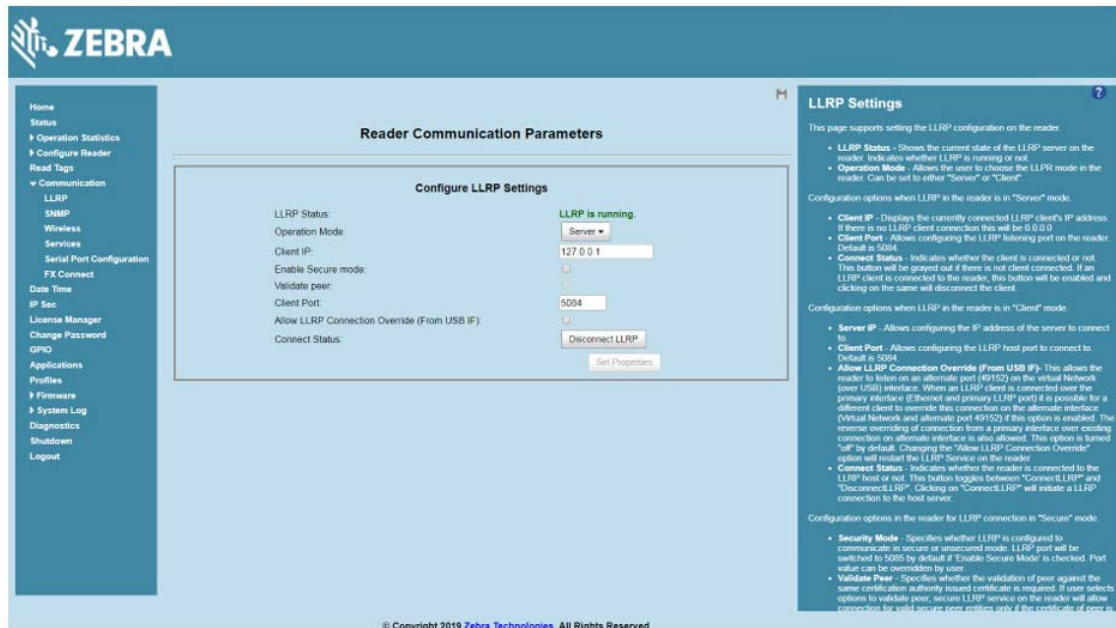 ZEBRA
Home
Status
Operation Statistics
Configure Reader
Read Tags
Communication
LLRP
SNMP
Wireless
Services
Serial Port Configuration
FX Connect
Date Time
IP Sec
License Manager
Change Password
GPIO
Applications
Profiles
Firmware
System Log
Diagnostics
Shutdown
Logout
Reader Communication Parameters
Configure LLRP Settings
LLRP Status: LLRP is running.
Operation Mode: Server
Client IP: 127.0.0.1
Enable Secure mode:
Validate peer:
Client Port: 5084
Allow LLRP Connection Override (From USB IF):
Connect Status: Disconnect LLRP
Set Properties
?
LLRP Settings
This page supports setting the LLRP configuration on the reader.
• LLRP Status - Shows the current state of the LLRP server on the
reader. Indicates whether LLRP is running or not.
• Operation Mode - Allows the user to choose the LLPR mode in the
reader. Can be set to either "Server" or "Client".
Configuration options when LLRP in the reader is in "Server" mode.
• Client IP - Displays the currently connected LLRP client's IP address.
If there is no LLRP client connection this will be 0.0.0.0
• Client Port - Allows configuring the LLRP listening port on the reader.
Default is 5084.
• Connect Status - Indicates whether the client is connected or not.
This button will be grayed out if there is not client connected. If an
LLRP client is connected to the reader, this button will be enabled and
clicking on the same will disconnect the client.
Configuration options when LLRP in the reader is in "Client" mode.
• Server IP - Allows configuring the IP address of the server to connect
to.
• Client Port - Allows configuring the LLRP host port to connect to.
Default is 5084.
• Allow LLRP Connection Override (From USB IF)- This allows the
reader to listen on an alternate port (49152) on the virtual Network
(over USB) interface. When an LLRP client is connected over the
primary interface (Ethernet and primary LLRP port) it is possible for a
different client to override this connection on the alternate interface
(Virtual Network and alternate port 49152) if this option is enabled. The
reverse overriding of connection from a primary interface over existing
connection on alternate interface is also allowed. This option is turned
"off" by default. Changing the "Allow LLRP Connection Override"
option will restart the LLRP Service on the reader
• Connect Status - Indicates whether the reader is connected to the
LLRP host or not. This button toggles between "ConnectLLRP" and
"DisconnectLLRP". Clicking on "ConnectLLRP" will initiate a LLRP
connection to the host server.
Configuration options in the reader for LLRP connection in "Secure" mode.
• Security Mode - Specifies whether LLRP is configured to
communicate in secure or unsecured mode. LLRP port will be
switched to 5085 by default if 'Enable Secure Mode' is checked. Port
value can be overridden by user.
• Validate Peer - Specifies whether the validation of peer against the
same certification authority issued certificate is required. If user selects
options to validate peer, secure LLRP service on the reader will allow
connection for valid secure peer entities only if the certificate of peer is
© Copyright 2019 Zebra Technologies. All Rights Reserved